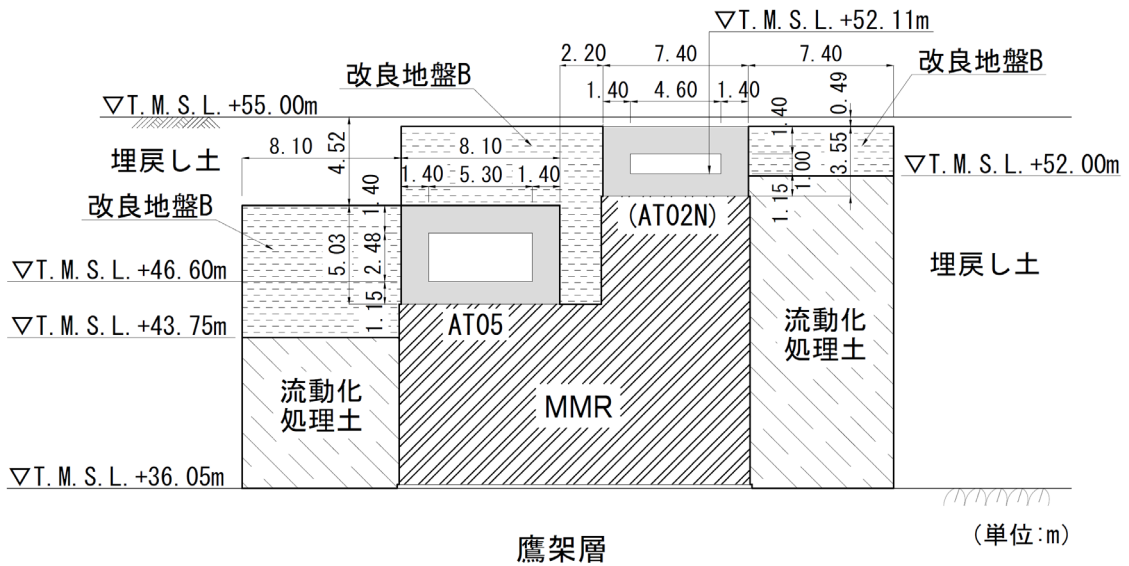 ▽T.M.S.L.+52.11m
2.20
7.40
7.40
改良地盤B
改良地盤B
1.40
4.60
1.40
0.49
▽T.M.S.L.+55.00m
1.40
3.55
1.00
1.15
8.10
4.52
8.10
埋戻し土
▽T.M.S.L.+52.00m
1.40
5.30
1.40
改良地盤B
1.40
(AT02N)
5.03
2.48
1.15
▽T.M.S.L.+46.60m
埋戻し土
▽T.M.S.L.+43.75m
AT05
流動化
処理土
流動化
処理土
MMR
▽T.M.S.L.+36.05m
(単位:m)
鷹架層